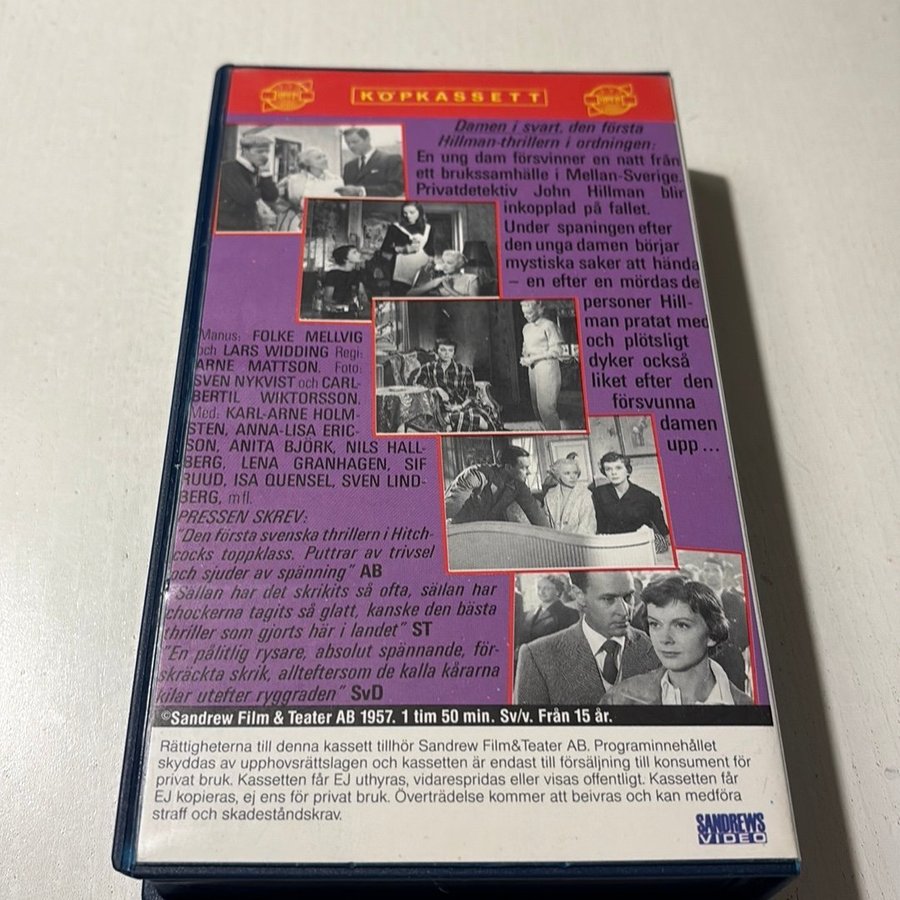 KÖPKASSETT
Damen i svart, den första
Hillman-thrillern i ordningen:
En ung dam försvinner en natt från
ett brukssamhälle i Mellan-Sverige.
Privatdetektiv John Hillman blir
inkopplad på fallet.
Under spaningen efter
den unga damen börjar
mystiska saker att hända
– en efter en mördas de
personer Hill-
man pratat med
och plötsligt
dyker också
liket efter den
försvunna
damen
upp ...
Manus: FOLKE MELLVIG
och LARS WIDDING Regi:
ARNE MATTSON. Foto:
SVEN NYKVIST och CARL-
BERTIL WIKTORSSON.
Med: KARL-ARNE HOLM-
STEN, ANNA-LISA ERIC-
SON, ANITA BJÖRK, NILS HALL-
BERG, LENA GRANHAGEN, SIF
RUUD, ISA QUENSEL, SVEN LIND-
BERG, m fl.
PRESSEN SKREV:
"Den första svenska thrillern i Hitch-
cocks toppklass. Puttrar av trivsel
och sjuder av spänning" AB
"Sällan har det skrikits så ofta, sällan har
chockerna tagits så glatt, kanske den bästa
thriller som gjorts här i landet" ST
"En pålitlig rysare, absolut spännande, för-
skräckta skrik, allteftersom de kalla kårarna
kilar utefter ryggraden" SvD
©Sandrew Film & Teater AB 1957. 1 tim 50 min. Sv/v. Från 15 år.
Rättigheterna till denna kassett tillhör Sandrew Film&Teater AB. Programinnehållet
skyddas av upphovsrättslagen och kassetten är endast till försäljning till konsument för
privat bruk. Kassetten får EJ uthyras, vidarespridas eller visas offentligt. Kassetten får
EJ kopieras, ej ens för privat bruk. Överträdelse kommer att beivras och kan medföra
straff och skadeståndskrav.
SANDREWS
VIDEO